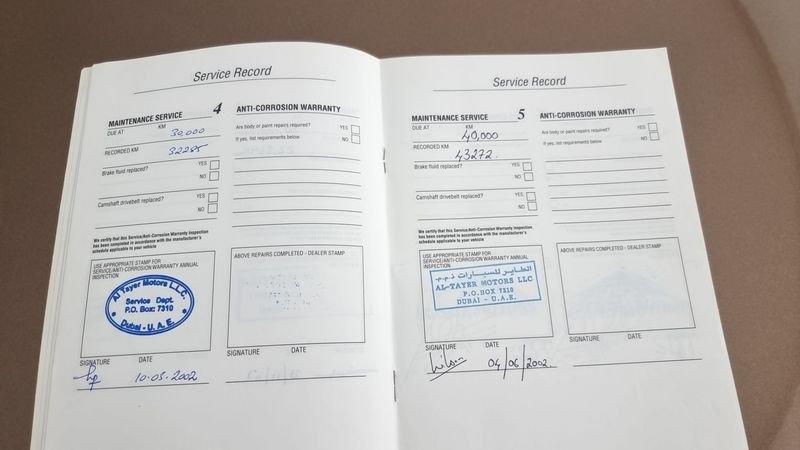 Service Record
MAINTENANCE SERVICE 4
DUE AT KM 30,000
RECORDED KM 32285
Brake fluid replaced? YES
NO
Camshaft drivebelt replaced? YES
NO
We certify that this Service/Anti-Corrosion Warranty Inspection
has been completed in accordance with the manufacturer's
schedule applicable to your vehicle
USE APPROPRIATE STAMP FOR
SERVICE/ANTI-CORROSION WARRANTY ANNUAL
INSPECTION
Al Tayer Motors L.L.C.
Service Dept.
P.O. Box: 7310
Dubai - U.A.E.
SIGNATURE DATE
10-03-2002
ANTI-CORROSION WARRANTY
Are body or paint repairs required? YES
If yes, list requirements below NO
ABOVE REPAIRS COMPLETED - DEALER STAMP
SIGNATURE DATE
Service Record
MAINTENANCE SERVICE 5
DUE AT KM
40,000
RECORDED KM
43272.
Brake fluid replaced? YES
NO
Camshaft drivebelt replaced? YES
NO
We certify that this Service/Anti-Corrosion Warranty Inspection
has been completed in accordance with the manufacturer's
schedule applicable to your vehicle
USE APPROPRIATE STAMP FOR
SERVICE/ANTI-CORROSION WARRANTY ANNUAL
INSPECTION
الطاير للسيارات ذ.م.م
AL-TAYER MOTORS LLC
P.O.BOX 7310
DUBAI - U.A.E.
SIGNATURE DATE
04/06/2002.
ANTI-CORROSION WARRANTY
Are body or paint repairs required? YES
If yes, list requirements below NO
ABOVE REPAIRS COMPLETED - DEALER STAMP
SIGNATURE DATE